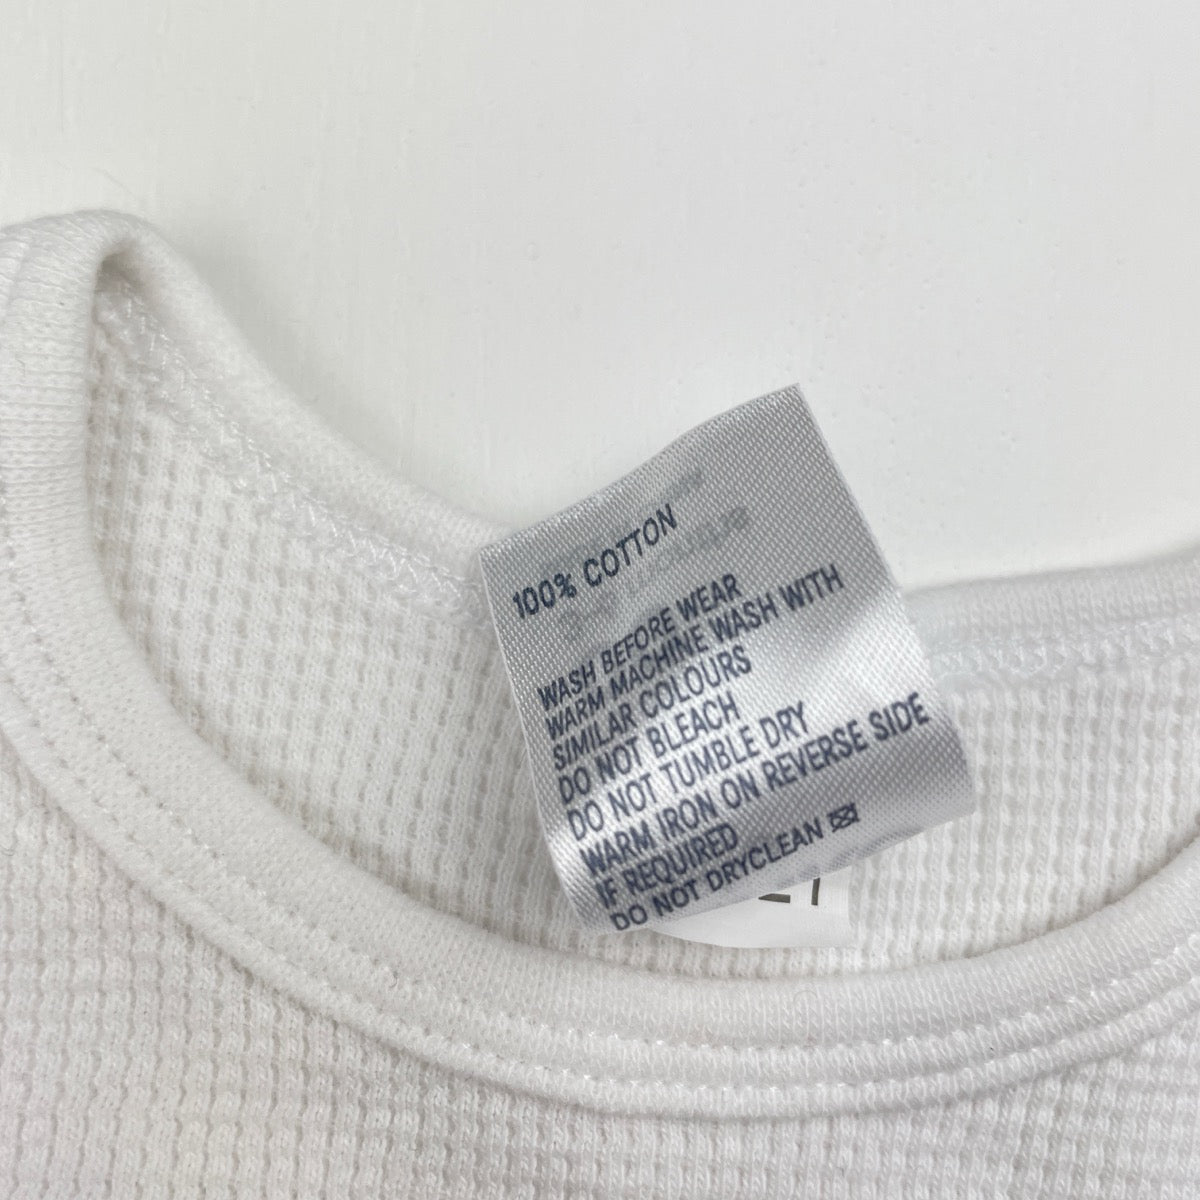 100% COTTON
WASH BEFORE WEAR
WARM MACHINE WASH WITH
SIMILAR COLOURS
DO NOT BLEACH
DO NOT TUMBLE DRY
WARM IRON ON REVERSE SIDE
IF REQUIRED
DO NOT DRYCLEAN